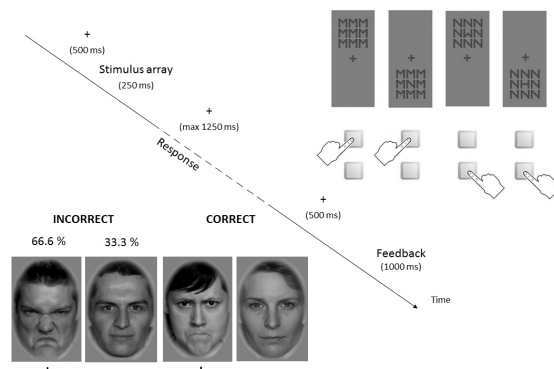 +
(500 ms)
Stimulus array
(250 ms)
+
(max 1250 ms)
Response
+
(500 ms)
Feedback
(1000 ms)
Time
MMM
MMM
MMM
+
+
MMM
MNM
MMM
NNN
NWN
NNN
+
+
NNN
NHN
NNN
INCORRECT
CORRECT
66.6 %
33.3 %